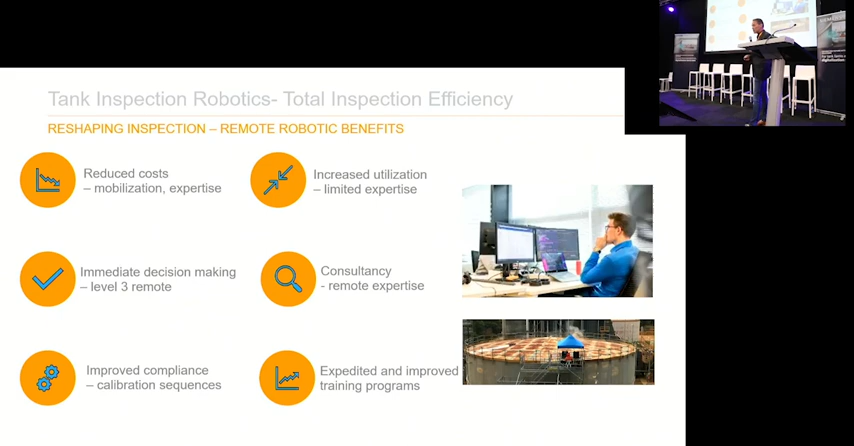 Tank Inspection Robotics- Total Inspection Efficiency
RESHAPING INSPECTION – REMOTE ROBOTIC BENEFITS
Reduced costs
– mobilization, expertise
Increased utilization
– limited expertise
Immediate decision making
– level 3 remote
Consultancy
- remote expertise
Improved compliance
– calibration sequences
Expedited and improved
training programs